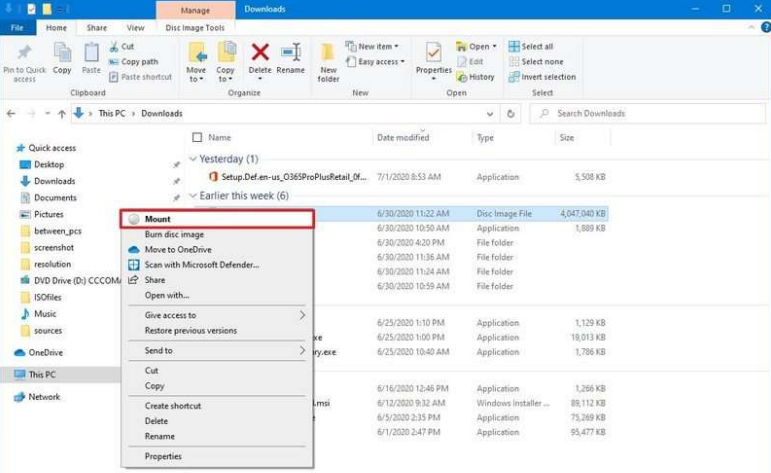 Manage
Downloads
File
Home
Share
View
Disc Image Tools
Pin to Quick access
Copy
Paste
Cut
Copy path
Paste shortcut
Clipboard
Move to
Copy to
Delete
Rename
Organize
New folder
New item
Easy access
New
Properties
Open
Edit
History
Open
Select all
Select none
Invert selection
Select
This PC > Downloads
Search Downloads
Name
Date modified
Type
Size
Quick access
Desktop
Downloads
Documents
Pictures
between_pcs
screenshot
resolution
DVD Drive (D:) CCCOMA
ISOfiles
Music
sources
OneDrive
This PC
Network
Yesterday (1)
Setup.Def.en-us_O365ProPlusRetail_0f... 7/1/2020 8:53 AM Application 5,508 KB
Earlier this week (6)
6/30/2020 11:22 AM Disc Image File 4,047,040 KB
6/30/2020 10:50 AM Application 1,889 KB
6/30/2020 4:20 PM File folder
6/30/2020 11:36 AM File folder
6/30/2020 11:24 AM File folder
6/30/2020 10:59 AM File folder
6/25/2020 1:10 PM Application 1,129 KB
xe 6/25/2020 1:00 PM Application 19,013 KB
ry.exe 6/25/2020 10:40 AM Application 1,786 KB
6/16/2020 12:46 PM Application 1,266 KB
.msi 6/12/2020 9:32 AM Windows Installer ... 89,112 KB
6/5/2020 2:35 PM Application 75,269 KB
6/1/2020 2:47 PM Application 95,477 KB
Mount
Burn disc image
Move to OneDrive
Scan with Microsoft Defender...
Share
Open with...
Give access to
Restore previous versions
Send to
Cut
Copy
Create shortcut
Delete
Rename
Properties